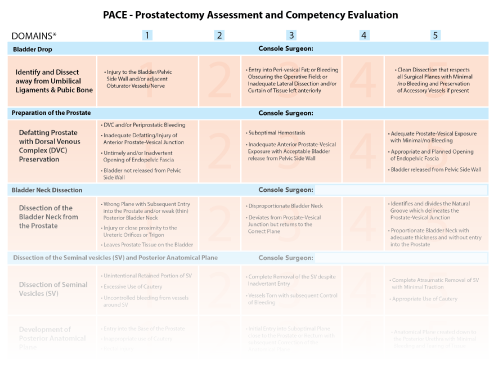 PACE - Prostatectomy Assessment and Competency Evaluation
DOMAINS* 1 2 3 4 5
Bladder Drop Console Surgeon:
Identify and Dissect
away from Umbilical
Ligaments & Pubic Bone
• Injury to the Bladder/Pelvic
Side Wall and/or adjacent
Obturator Vessels/Nerve
2
• Entry into Peri-vesical Fat or Bleeding
Obscuring the Operative Field or
Inadequate Lateral Dissection and/or
Curtain of Tissue left anteriorly
4
• Clean Dissection that respects
all Surgical Planes with Minimal
/no Bleeding and Preservation
of Accessory Vessels if present
Preparation of the Prostate Console Surgeon:
Defatting Prostate
with Dorsal Venous
Complex (DVC)
Preservation
• DVC and/or Periprostatic Bleeding
• Inadequate Defatting/Injury of
Anterior Prostate-Vesical Junction
• Untimely and/or Inadvertent
Opening of Endopelvic Fascia
• Bladder not released from Pelvic
Side Wall
2
• Suboptimal Hemostasis
• Inadequate Anterior Prostate-Vesical
Exposure with Acceptable Bladder
release from Pelvic Side Wall
4
• Adequate Prostate-Vesical Exposure
with Minimal/no Bleeding
• Appropriate and Planned Opening
of Endopelvic Fascia
• Bladder released from Pelvic Side Wall
Bladder Neck Dissection Console Surgeon:
Dissection of the
Bladder Neck from
the Prostate
• Wrong Plane with Subsequent Entry
into the Prostate and/or weak (thin)
Posterior Bladder Neck
• Injury or close proximity to the
Ureteric Orifices or Trigon
• Leaves Prostate Tissue on the Bladder
2
• Disproportionate Bladder Neck
• Deviates from Prostate-Vesical
Junction but returns to the
Correct Plane
4
• Identifies and divides the Natural
Groove which delineates the
Prostate-Vesical Junction
• Proportionate Bladder Neck with
adequate thickness and without entry
into the Prostate
Dissection of the Seminal vesicles (SV) and Posterior Anatomical Plane Console Surgeon:
Dissection of Seminal
Vesicles (SV)
• Unintentional Retained Portion of SV
• Excessive Use of Cautery
• Uncontrolled bleeding from vessels
around SV
• Complete Removal of the SV despite
Inadvertent Entry
• Vessels Torn with subsequent Control
of Bleeding
• Complete Atraumatic Removal of SV
with Minimal Traction
• Appropriate Use of Cautery
Development of
Posterior Anatomical